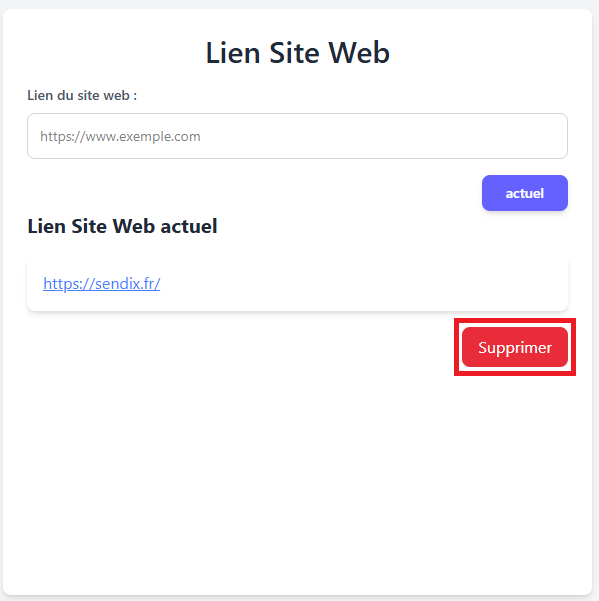 Lien Site Web
Lien du site web :
https://www.exemple.com
actuel
Lien Site Web actuel
https://sendix.fr/
Supprimer